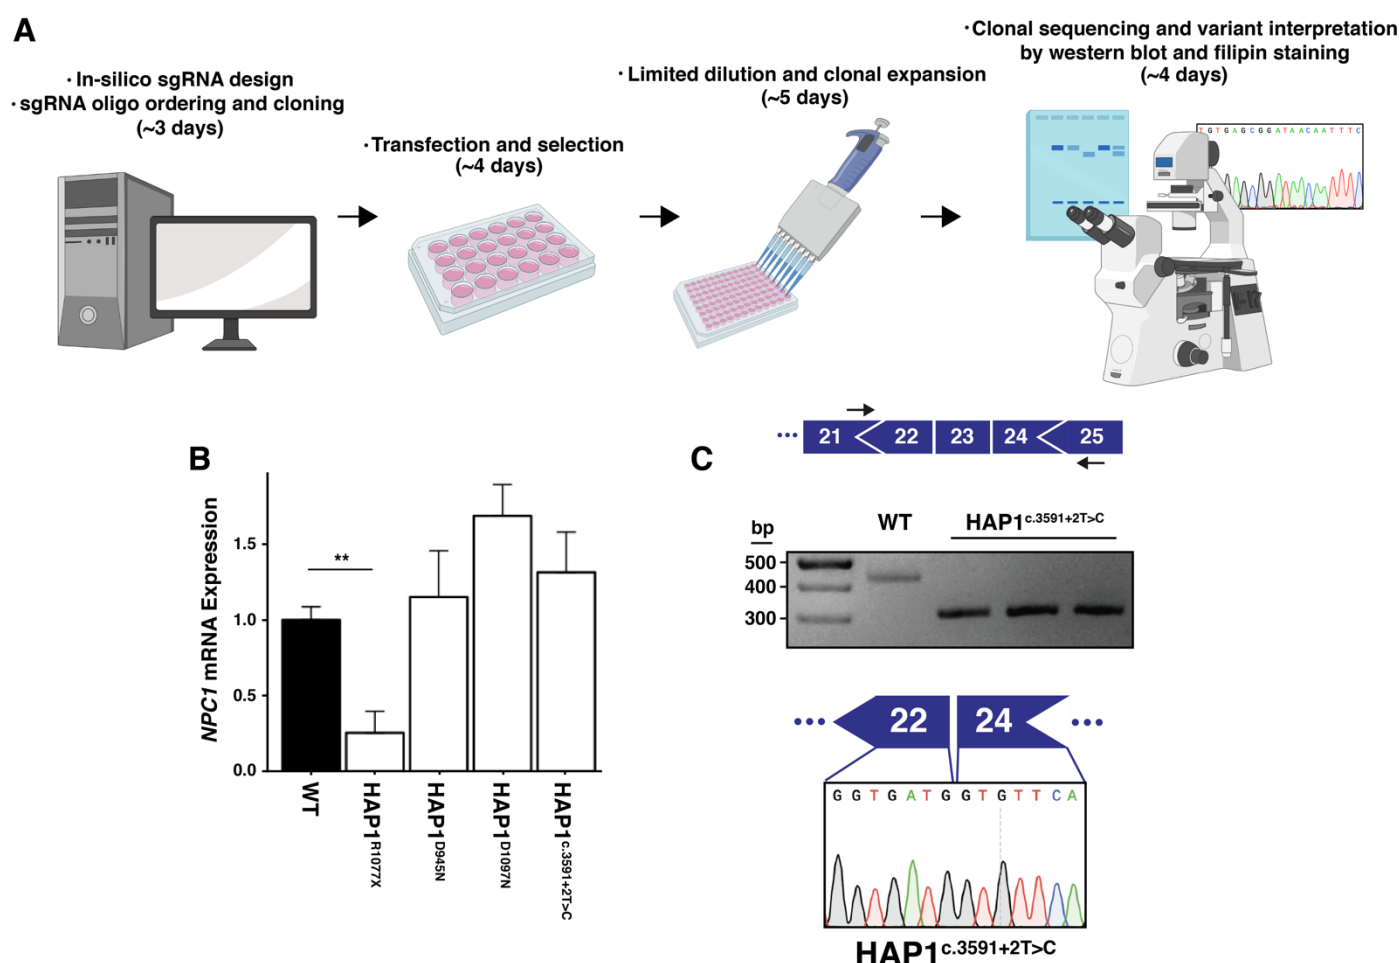 A
· In-silico sgRNA design
· sgRNA oligo ordering and cloning
(~3 days)
· Transfection and selection
(~4 days)
· Limited dilution and clonal expansion
(~5 days)
· Clonal sequencing and variant interpretation
by western blot and filipin staining
(~4 days)
TGTGAGCGGATAACAATTTC
B
NPC1 mRNA Expression
1.5
1.0
0.5
0.0
**
WT
HAP1R1077X
HAP1D945N
HAP1D1097N
HAP1c.3591+2T>C
C
... 21 22 23 24 25
bp
WT
HAP1c.3591+2T>C
500
400
300
... 22 24 ...
GGTGATGGTGTTCA
HAP1c.3591+2T>C